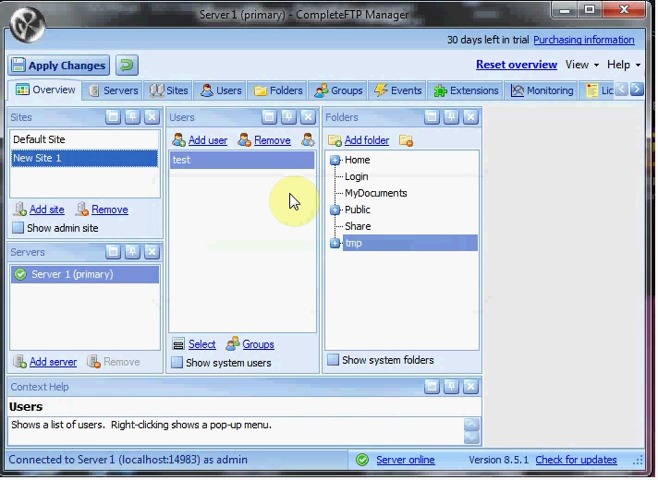 Server 1 (primary) - CompleteFTP Manager
30 days left in trial Purchasing information
Apply Changes
Reset overview View Help
Overview Servers Sites Users Folders Groups Events Extensions Monitoring Lic
Sites
Default Site
New Site 1
Add site Remove
Show admin site
Servers
Server 1 (primary)
Add server Remove
Users
Add user Remove
test
Select Groups
Show system users
Folders
Add folder
Home
Login
MyDocuments
Public
Share
tmp
Show system folders
Context Help
Users
Shows a list of users. Right-clicking shows a pop-up menu.
Connected to Server 1 (localhost:14983) as admin Server online Version 8.5.1 Check for updates